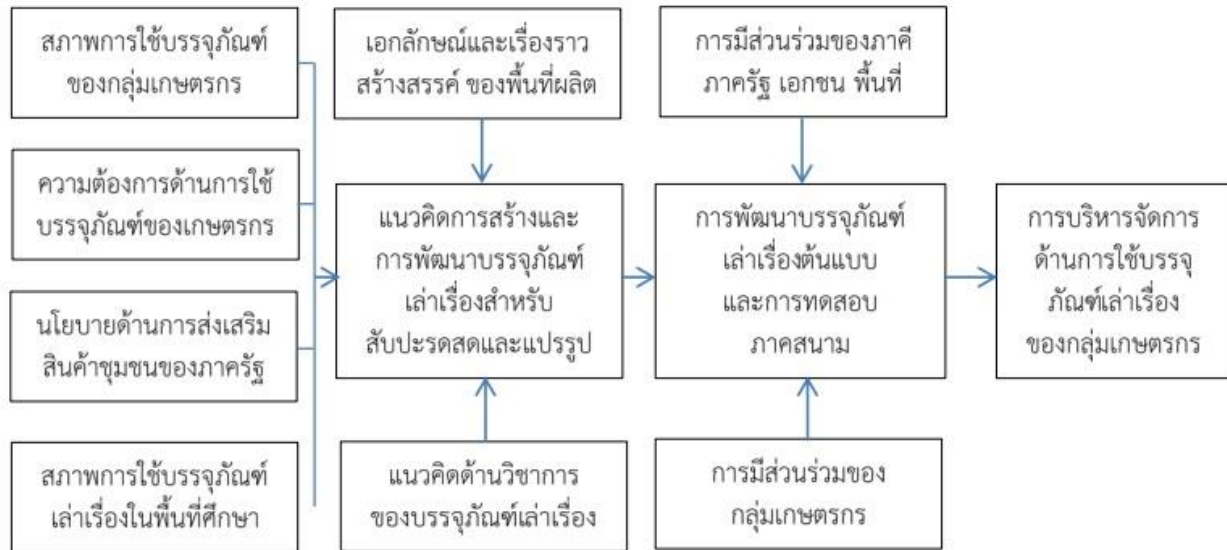 สภาพการใช้บรรจุภัณฑ์
ของกลุ่มเกษตรกร
ความต้องการด้านการใช้
บรรจุภัณฑ์ของเกษตรกร
นโยบายด้านการส่งเสริม
สินค้าชุมชนของภาครัฐ
สภาพการใช้บรรจุภัณฑ์
เล่าเรื่องในพื้นที่ศึกษา
เอกลักษณ์และเรื่องราว
สร้างสรรค์ ของพื้นที่ผลิต
แนวคิดการสร้างและ
การพัฒนาบรรจุภัณฑ์
เล่าเรื่องสำหรับ
สับปะรดสดและแปรรูป
แนวคิดด้านวิชาการ
ของบรรจุภัณฑ์เล่าเรื่อง
การมีส่วนร่วมของภาคี
ภาครัฐ เอกชน พื้นที่
การพัฒนาบรรจุภัณฑ์
เล่าเรื่องต้นแบบ
และการทดสอบ
ภาคสนาม
การมีส่วนร่วมของ
กลุ่มเกษตรกร
การบริหารจัดการ
ด้านการใช้บรรจุ
ภัณฑ์เล่าเรื่อง
ของกลุ่มเกษตรกร